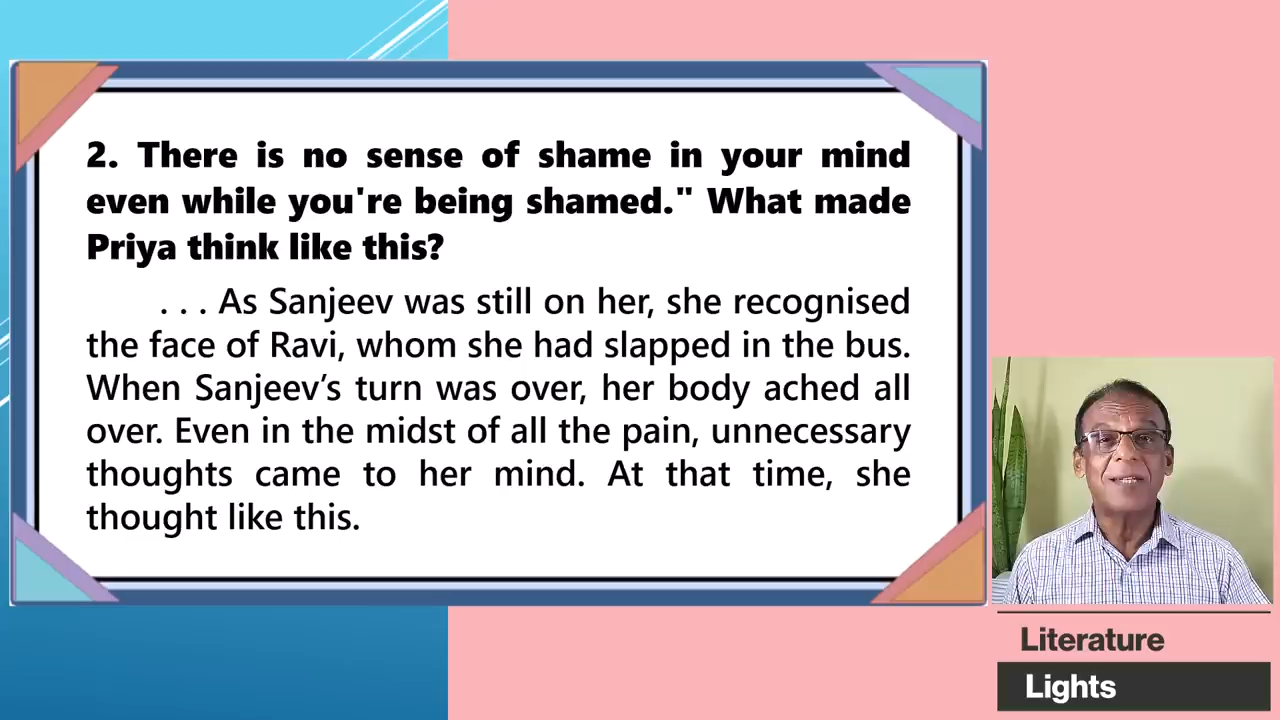 2. There is no sense of shame in your mind
even while you're being shamed." What made
Priya think like this?
. . . As Sanjeev was still on her, she recognised
the face of Ravi, whom she had slapped in the bus.
When Sanjeev’s turn was over, her body ached all
over. Even in the midst of all the pain, unnecessary
thoughts came to her mind. At that time, she
thought like this.
Literature
Lights